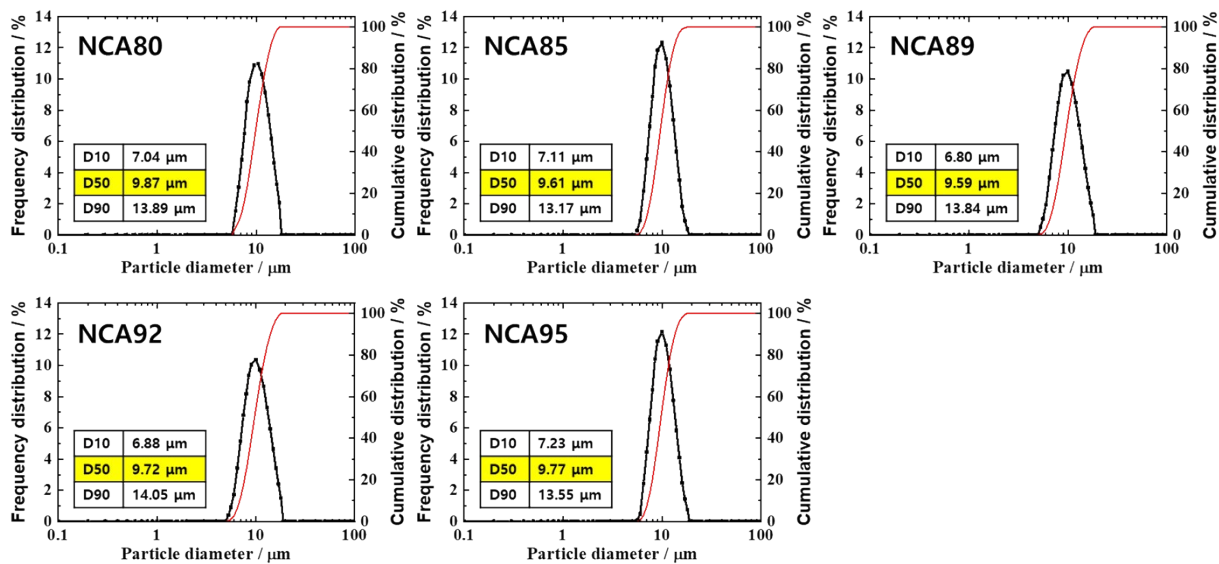 NCA80
Frequency distribution / %
14
12
10
8
6
4
2
0
D10 7.04 μm
D50 9.87 μm
D90 13.89 μm
100
80
60
40
20
0
Cumulative distribution / %
0.1 1 10 100
Particle diameter / μm
NCA85
Frequency distribution / %
14
12
10
8
6
4
2
0
D10 7.11 μm
D50 9.61 μm
D90 13.17 μm
100
80
60
40
20
0
Cumulative distribution / %
0.1 1 10 100
Particle diameter / μm
NCA89
Frequency distribution / %
14
12
10
8
6
4
2
0
D10 6.80 μm
D50 9.59 μm
D90 13.84 μm
100
80
60
40
20
0
Cumulative distribution / %
0.1 1 10 100
Particle diameter / μm
NCA92
Frequency distribution / %
14
12
10
8
6
4
2
0
D10 6.88 μm
D50 9.72 μm
D90 14.05 μm
100
80
60
40
20
0
Cumulative distribution / %
0.1 1 10 100
Particle diameter / μm
NCA95
Frequency distribution / %
14
12
10
8
6
4
2
0
D10 7.23 μm
D50 9.77 μm
D90 13.55 μm
100
80
60
40
20
0
Cumulative distribution / %
0.1 1 10 100
Particle diameter / μm